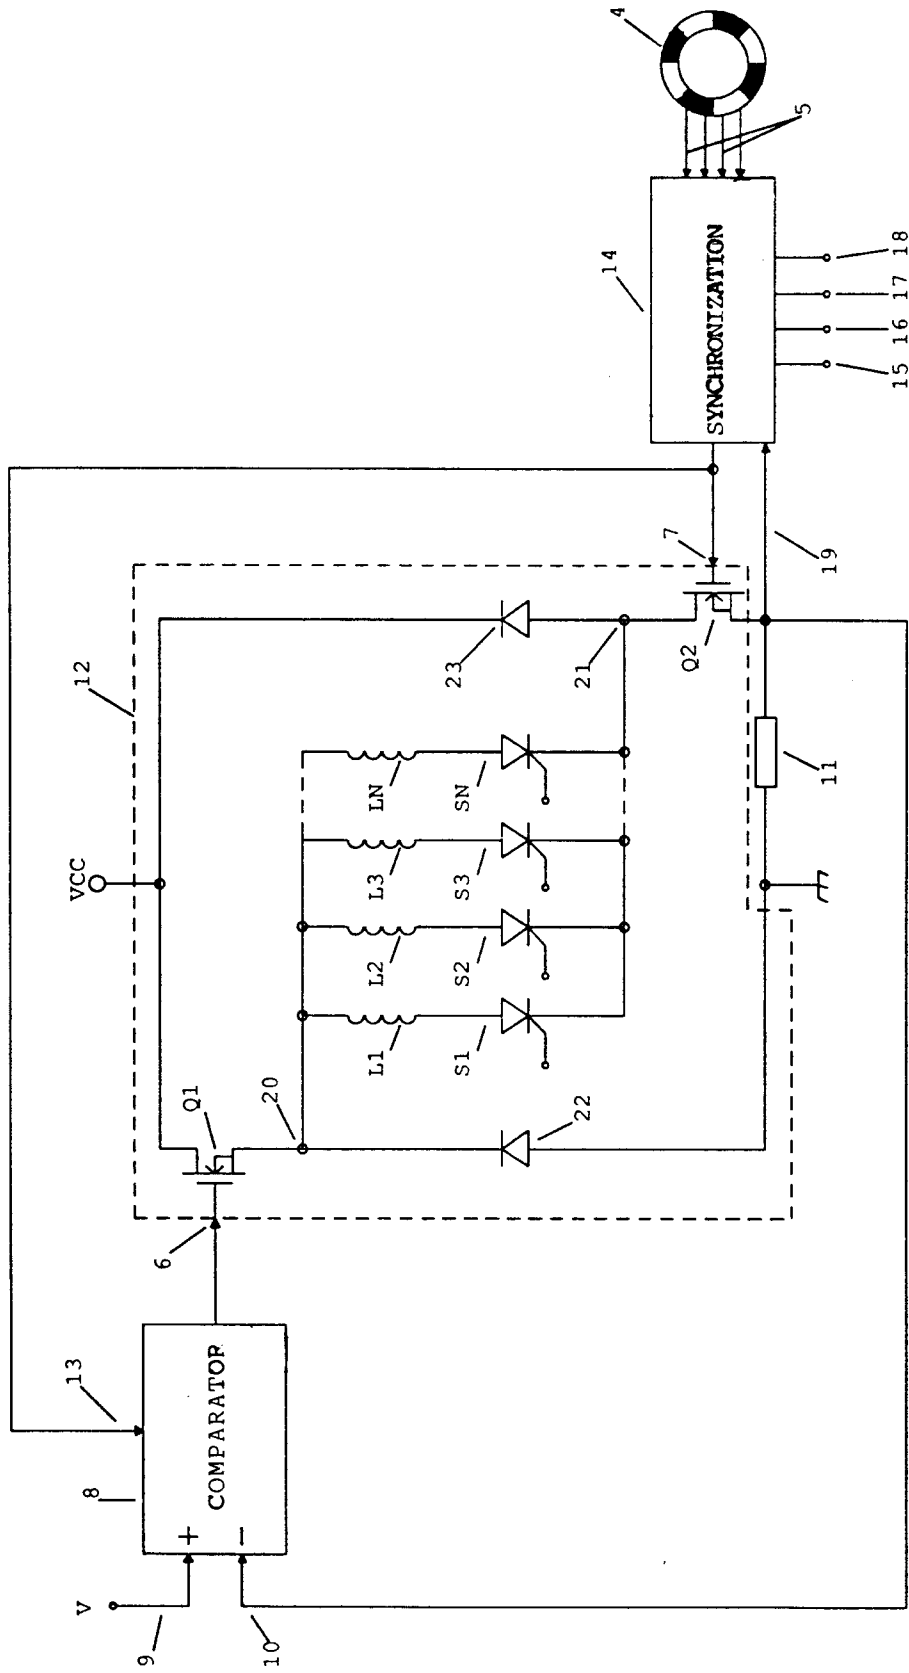 V
8
13
VCC
12
9
6
Q1
+
COMPARATOR
-
10
20
L1 L2 L3 LN
S1 S2 S3 SN
23
22
21
14
4
7
Q2
SYNCHRONIZATION
5
11
19
15 16 17 18